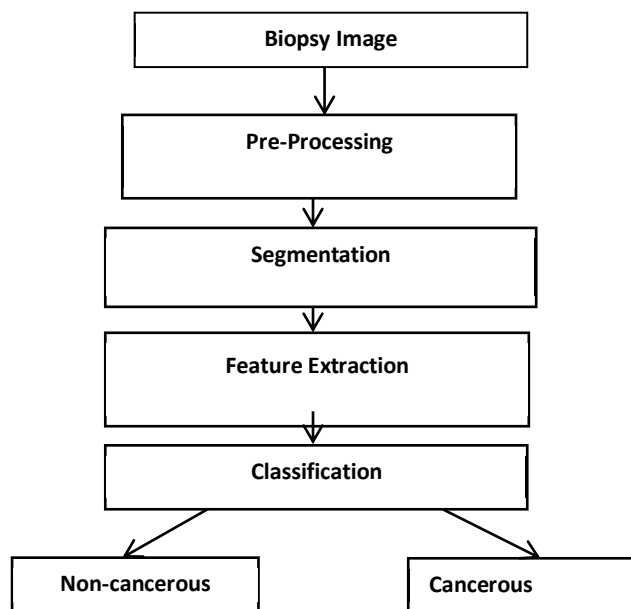 Biopsy Image
Pre-Processing
Segmentation
Feature Extraction
Classification
Non-cancerous
Cancerous